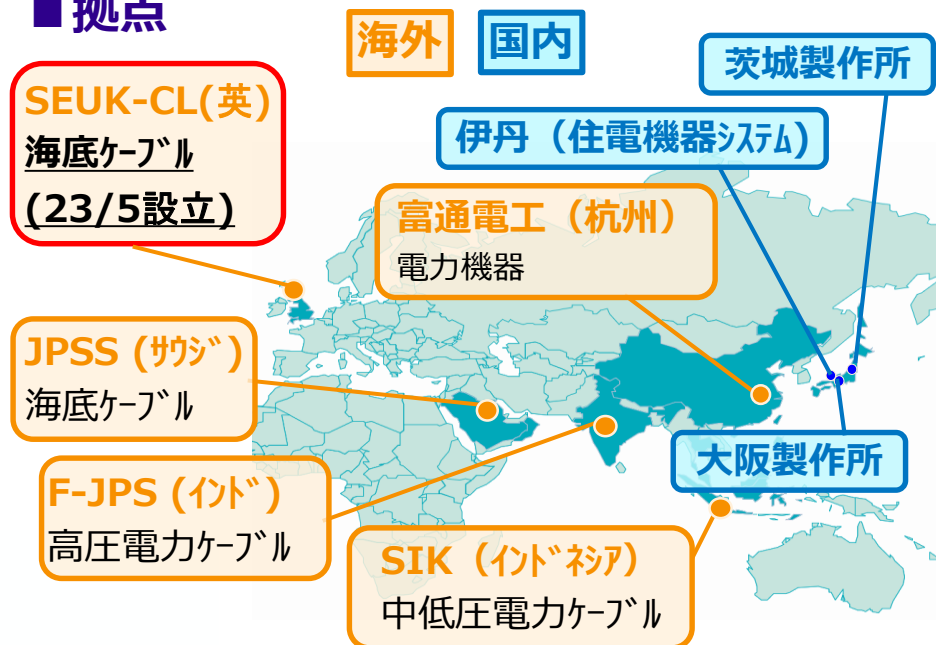 ■拠点
海外
国内
SEUK-CL(英)
海底ｹｰﾌﾞﾙ
(23/5設立)
茨城製作所
伊丹（住電機器ｼｽﾃﾑ)
富通電工（杭州）
電力機器
JPSS (ｻｳｼﾞ)
海底ｹｰﾌﾞﾙ
大阪製作所
F-JPS (ｲﾝﾄﾞ)
高圧電力ｹｰﾌﾞﾙ
SIK（ｲﾝﾄﾞﾈｼｱ）
中低圧電力ｹｰﾌﾞﾙ